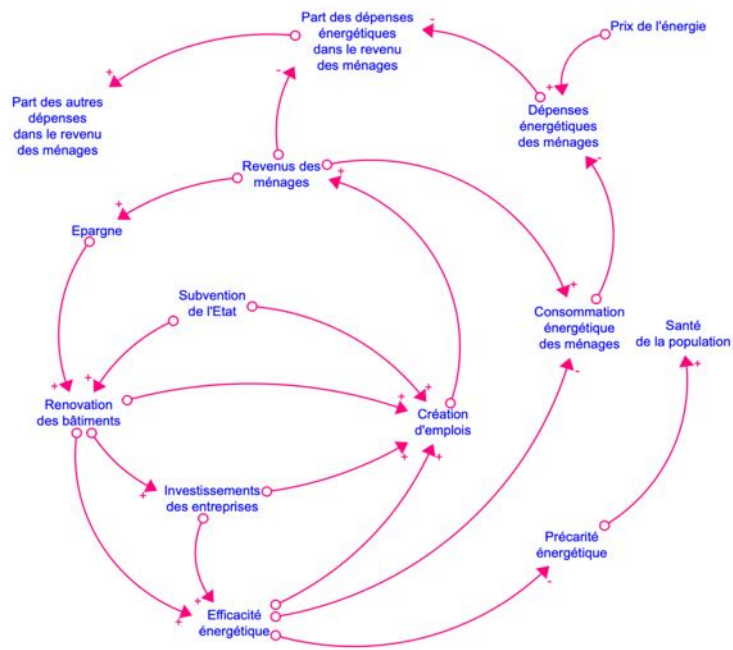 Part des dépenses
énergétiques
dans le revenu
des ménages
-
Prix de l'énergie
+
Part des autres
dépenses
dans le revenu
des ménages
-
+
Dépenses
énergétiques
des ménages
-
Revenus des
ménages
+
+
Epargne
Subvention
de l'Etat
+
Consommation
énergétique
des ménages
Santé
de la population
+
-
+
+
+
+
Renovation
des bâtiments
Création
d'emplois
+
+
+
Investissements
des entreprises
Précarité
énergétique
-
+
+
Efficacité
énergétique